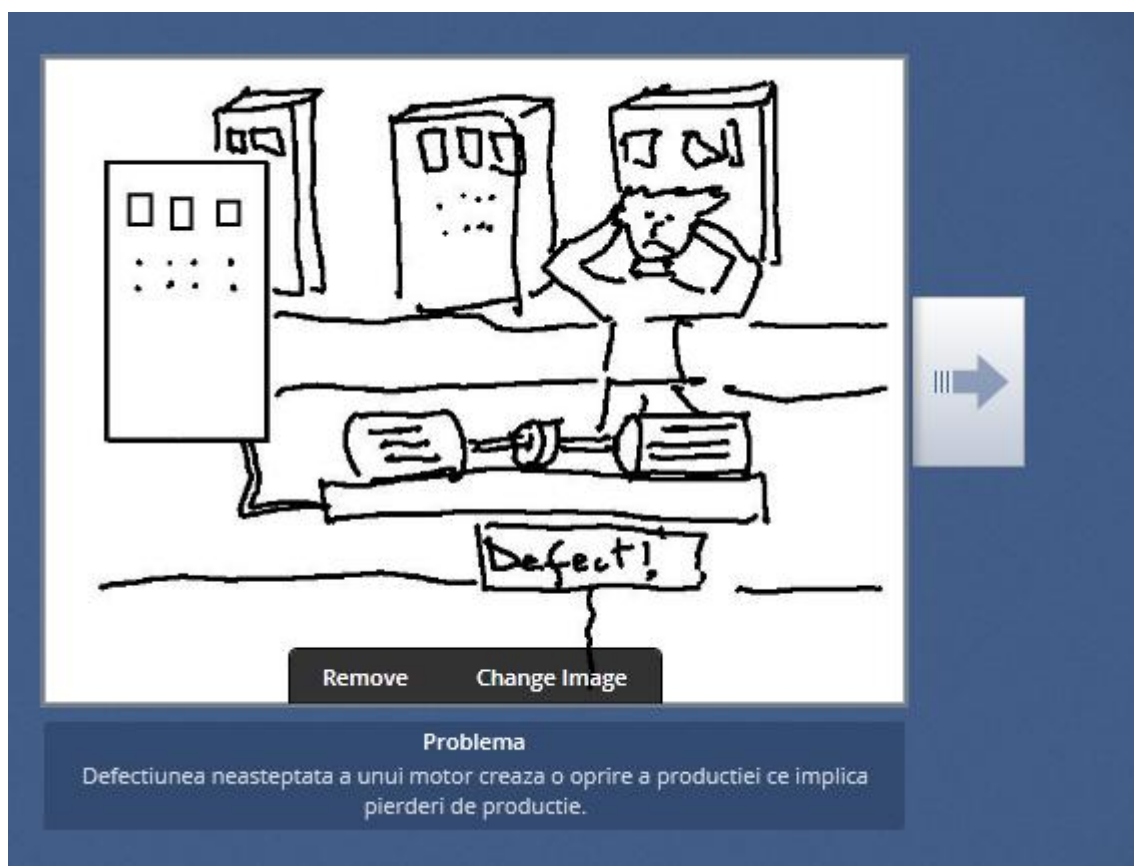 Defect!
Remove Change Image
Problema
Defectiunea neasteptata a unui motor creaza o oprire a productiei ce implica
pierderi de productie.